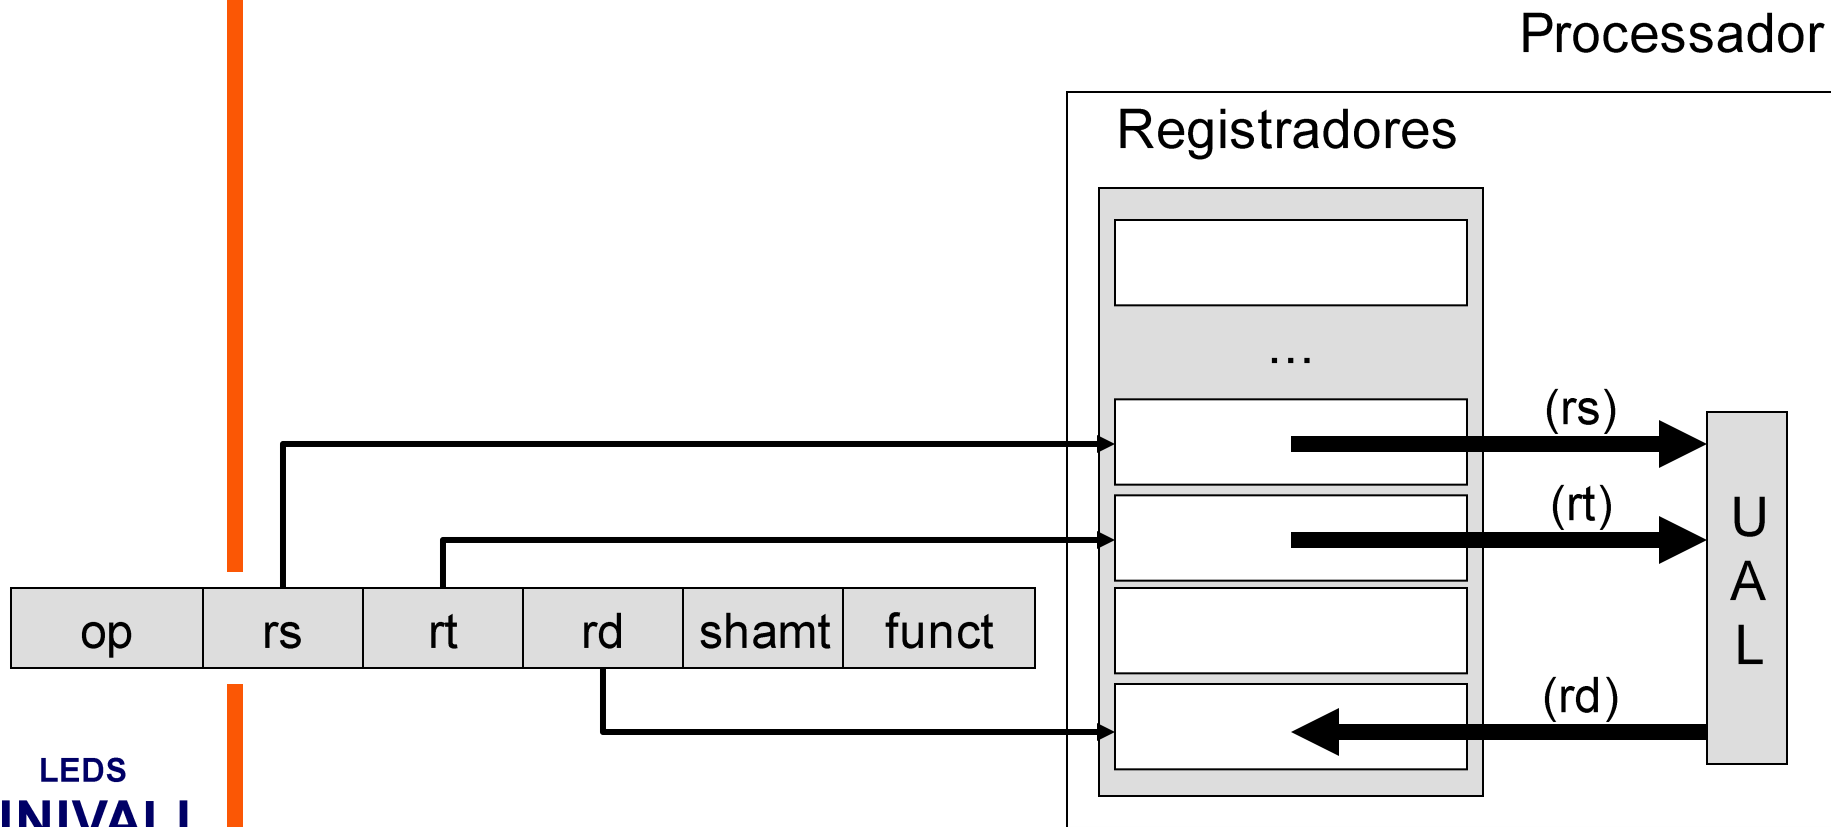 Processador
Registradores
...
(rs)
(rt)
U
A
L
op rs rt rd shamt funct
(rd)
LEDS